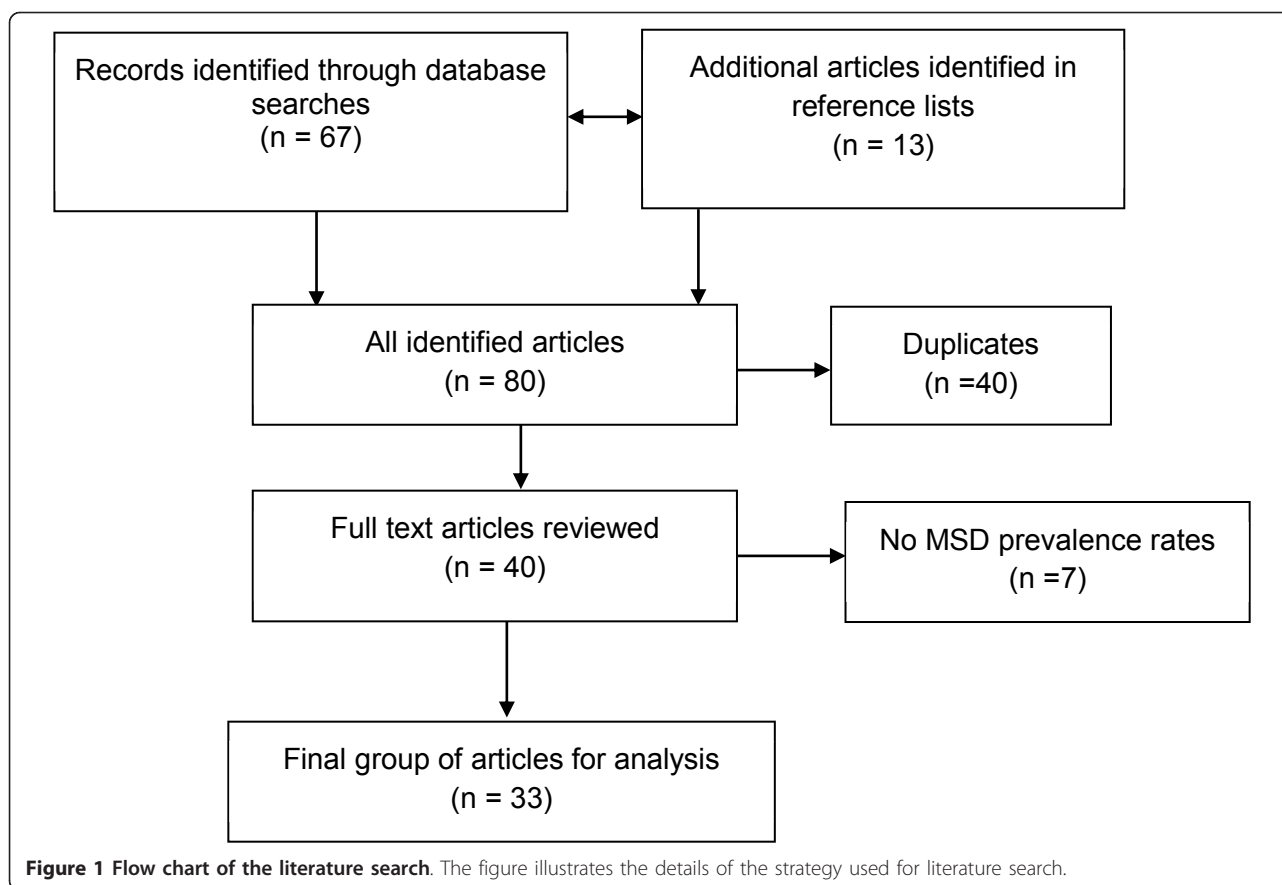 Records identified through database
searches
(n = 67)
Additional articles identified in
reference lists
(n = 13)
All identified articles
(n = 80)
Duplicates
(n =40)
Full text articles reviewed
(n = 40)
No MSD prevalence rates
(n =7)
Final group of articles for analysis
(n = 33)
Figure 1 Flow chart of the literature search. The figure illustrates the details of the strategy used for literature search.